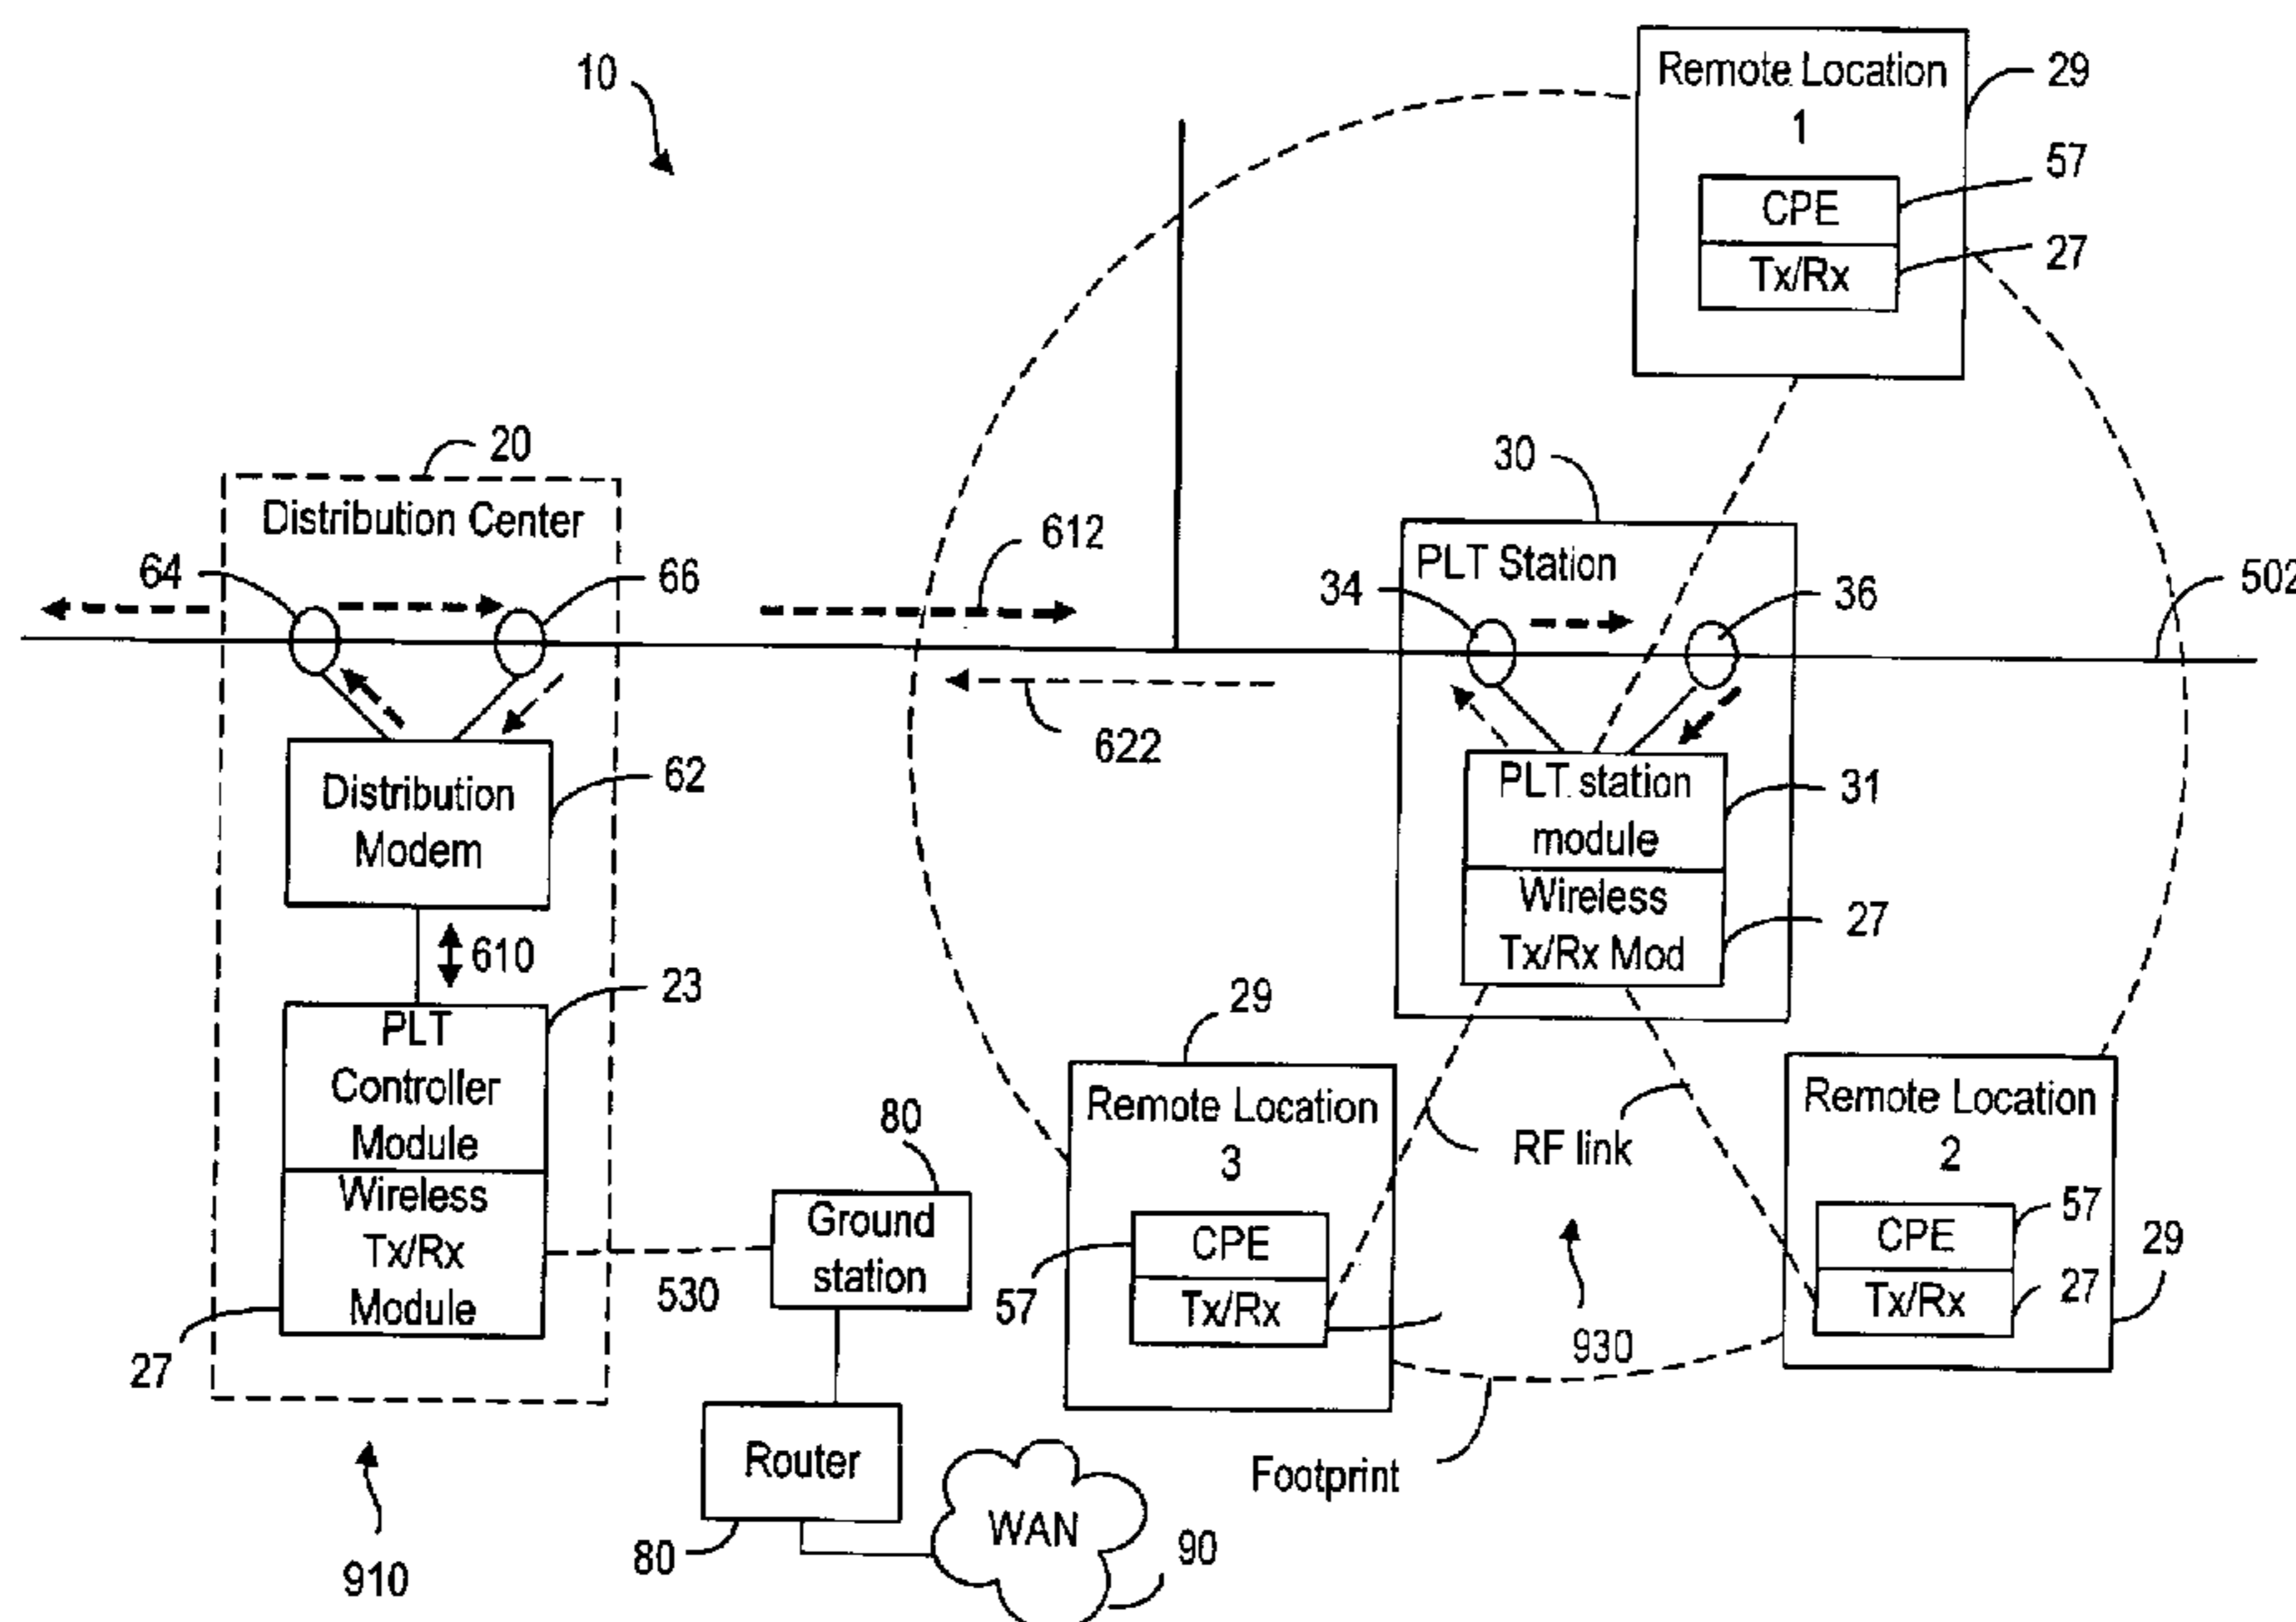 10
Remote Location
1
29
CPE
57
Tx/Rx
27
20
Distribution Center
64
66
612
622
30
PLT Station
34
36
502
PLT station
module
31
Wireless
Tx/Rx Mod
27
Distribution
Modem
62
610
PLT
Controller
Module
23
Wireless
Tx/Rx
Module
27
530
80
Ground
station
Router
80
WAN
90
910
29
Remote Location
3
CPE
57
Tx/Rx
RF link
930
Footprint
Remote Location
2
CPE
57
Tx/Rx
27
29